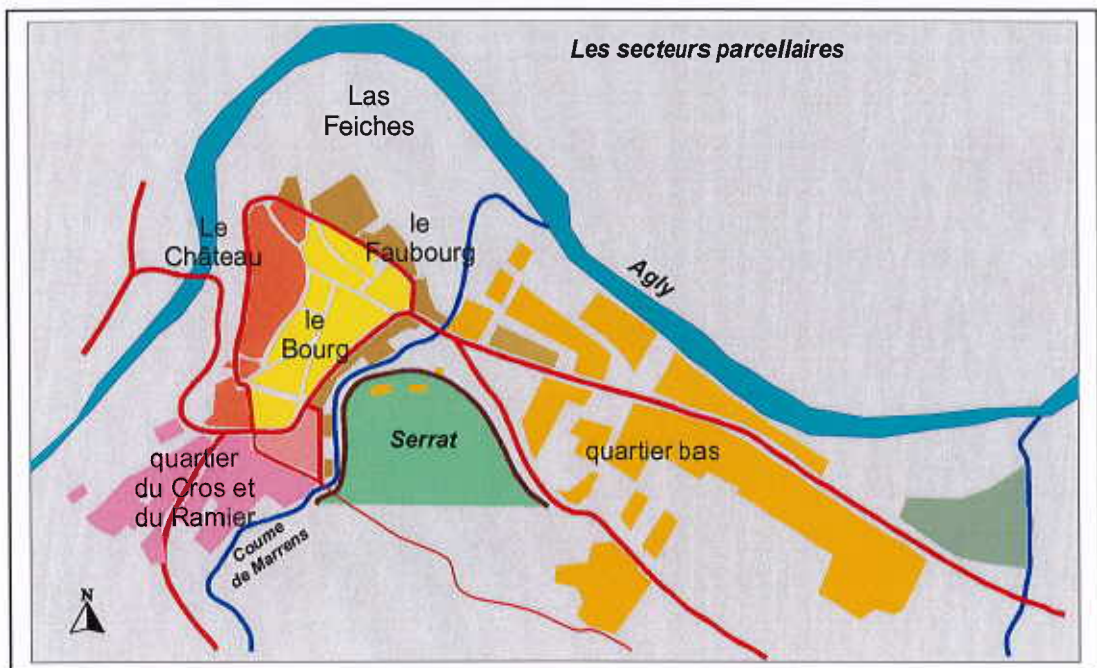 Les secteurs parcellaires
Las
Feiches
Le
Château
le
Faubourg
Agly
le
Bourg
Serrat
quartier bas
quartier
du Cros et
du Ramier
Coume
de Marrens
N